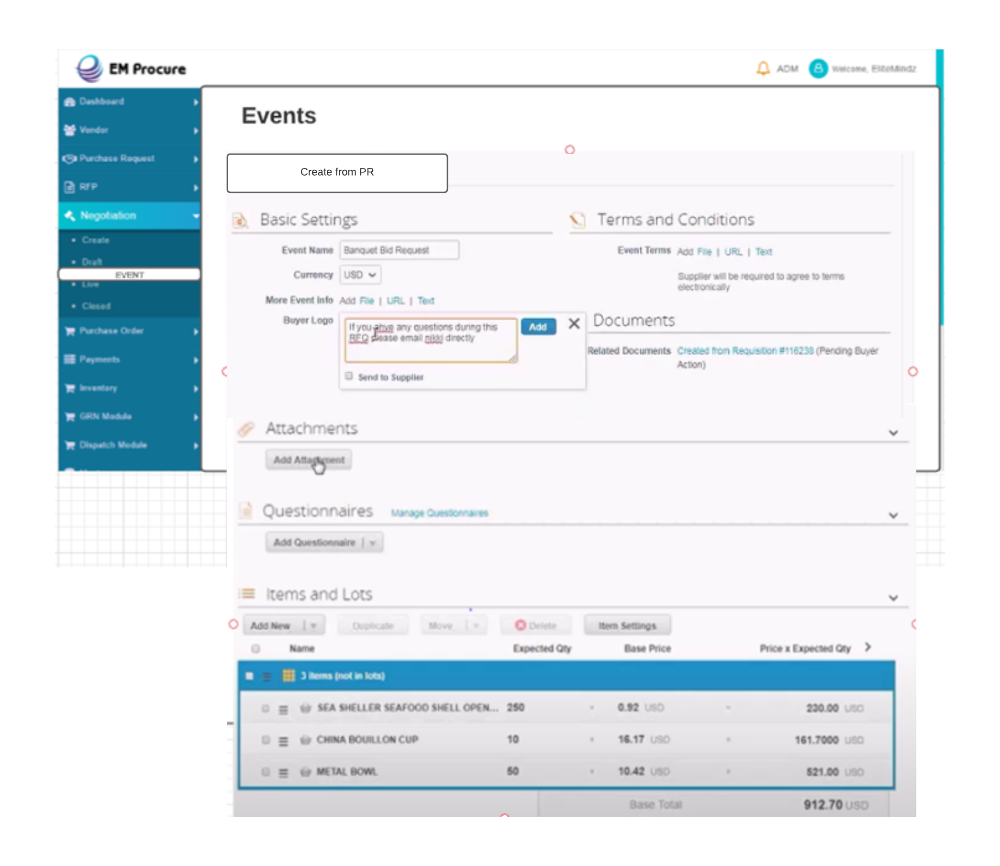 EM Procure
ADM Welcome, EliteMindz
Dashboard
Vendor
Purchase Request
RFP
Negotiation
Create
Draft
EVENT
Live
Closed
Purchase Order
Payments
Inventory
GRN Module
Dispatch Module
Events
Create from PR
Basic Settings
Event Name Banquet Bid Request
Currency USD
More Event Info Add File | URL | Text
Buyer Logo
If you ahve any questions during this
RFQ please email nikki directly
Add
Send to Supplier
Terms and Conditions
Event Terms Add File | URL | Text
Supplier will be required to agree to terms
electronically
Documents
Related Documents Created from Requisition #116238 (Pending Buyer
Action)
Attachments
Add Attachment
Questionnaires Manage Questionnaires
Add Questionnaire
Items and Lots
Add New Duplicate Move Delete Item Settings
Name Expected Qty Base Price Price x Expected Qty
3 items (not in lots)
SEA SHELLER SEAFOOD SHELL OPEN... 250 0.92 USD 230.00 USD
CHINA BOUILLON CUP 10 16.17 USD 161.7000 USD
METAL BOWL 50 10.42 USD 521.00 USD
Base Total 912.70 USD